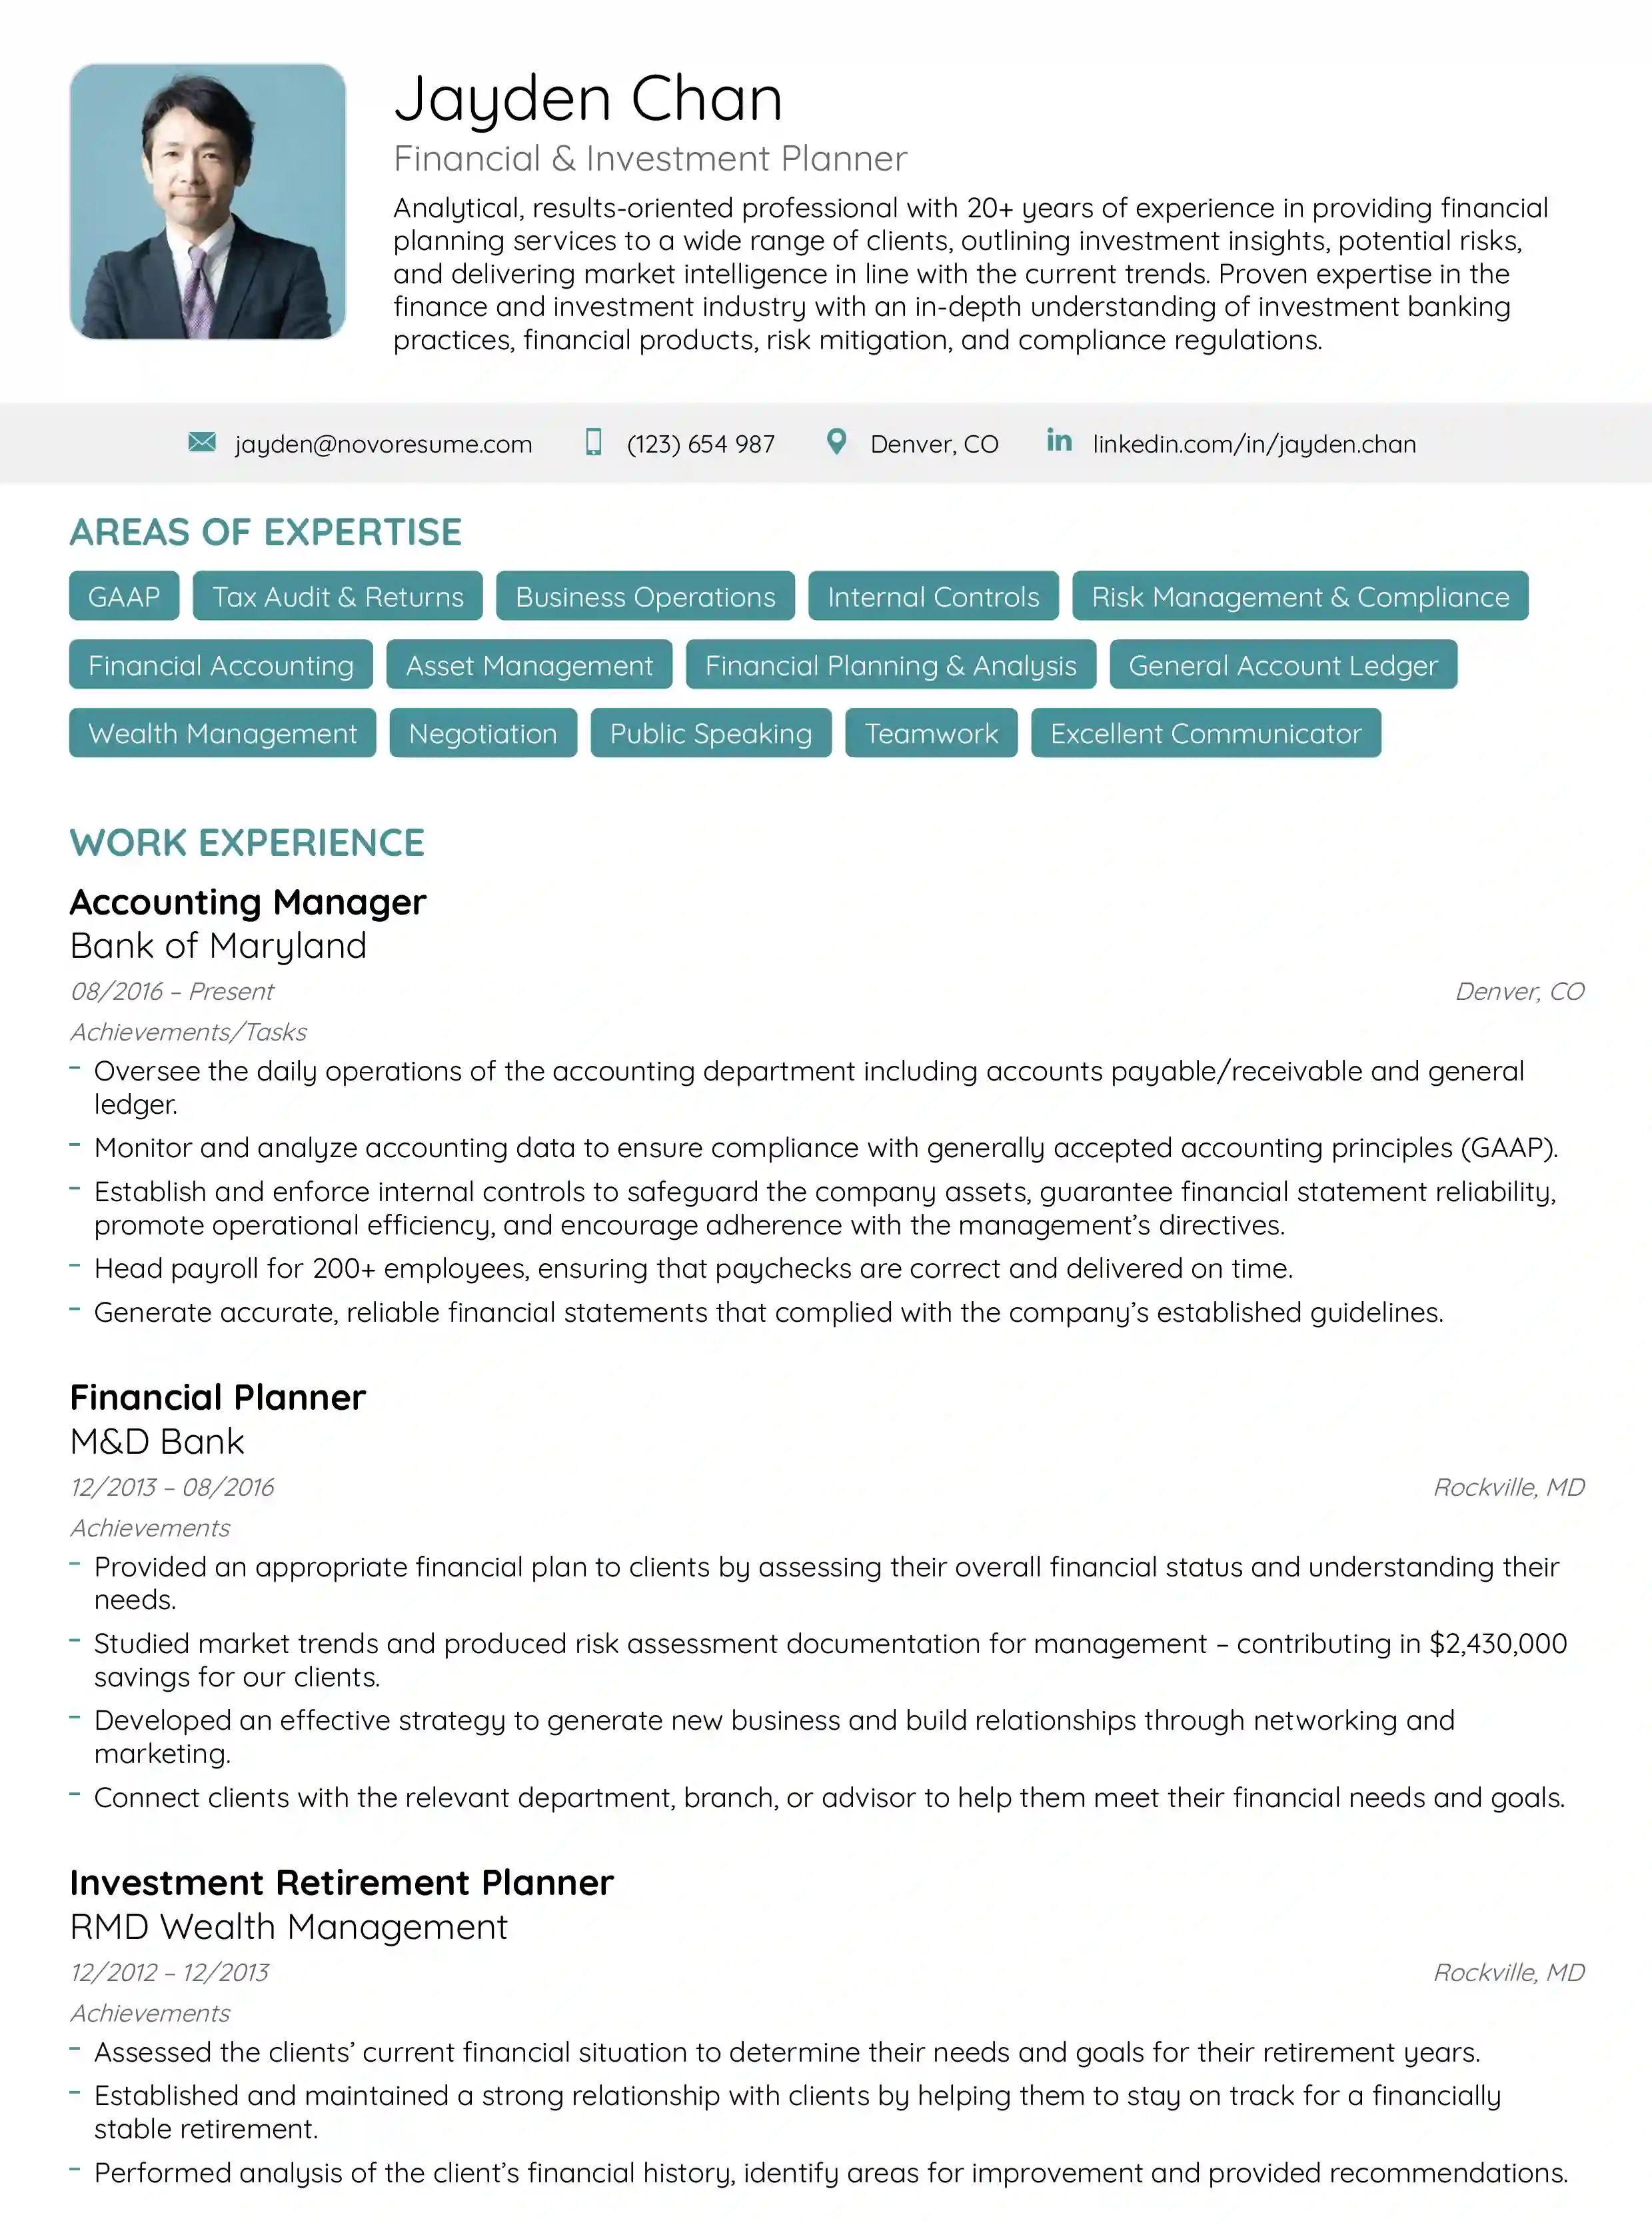 Jayden Chan
Financial & Investment Planner
Analytical, results-oriented professional with 20+ years of experience in providing financial
planning services to a wide range of clients, outlining investment insights, potential risks,
and delivering market intelligence in line with the current trends. Proven expertise in the
finance and investment industry with an in-depth understanding of investment banking
practices, financial products, risk mitigation, and compliance regulations.
jayden@novoresume.com (123) 654 987 Denver, CO in linkedin.com/in/jayden.chan
AREAS OF EXPERTISE
GAAP Tax Audit & Returns Business Operations Internal Controls Risk Management & Compliance
Financial Accounting Asset Management Financial Planning & Analysis General Account Ledger
Wealth Management Negotiation Public Speaking Teamwork Excellent Communicator
WORK EXPERIENCE
Accounting Manager
Bank of Maryland
08/2016 – Present Denver, CO
Achievements/Tasks
– Oversee the daily operations of the accounting department including accounts payable/receivable and general
ledger.
– Monitor and analyze accounting data to ensure compliance with generally accepted accounting principles (GAAP).
– Establish and enforce internal controls to safeguard the company assets, guarantee financial statement reliability,
promote operational efficiency, and encourage adherence with the management’s directives.
– Head payroll for 200+ employees, ensuring that paychecks are correct and delivered on time.
– Generate accurate, reliable financial statements that complied with the company’s established guidelines.
Financial Planner
M&D Bank
12/2013 – 08/2016 Rockville, MD
Achievements
– Provided an appropriate financial plan to clients by assessing their overall financial status and understanding their
needs.
– Studied market trends and produced risk assessment documentation for management – contributing in $2,430,000
savings for our clients.
– Developed an effective strategy to generate new business and build relationships through networking and
marketing.
– Connect clients with the relevant department, branch, or advisor to help them meet their financial needs and goals.
Investment Retirement Planner
RMD Wealth Management
12/2012 – 12/2013 Rockville, MD
Achievements
– Assessed the clients’ current financial situation to determine their needs and goals for their retirement years.
– Established and maintained a strong relationship with clients by helping them to stay on track for a financially
stable retirement.
– Performed analysis of the client’s financial history, identify areas for improvement and provided recommendations.